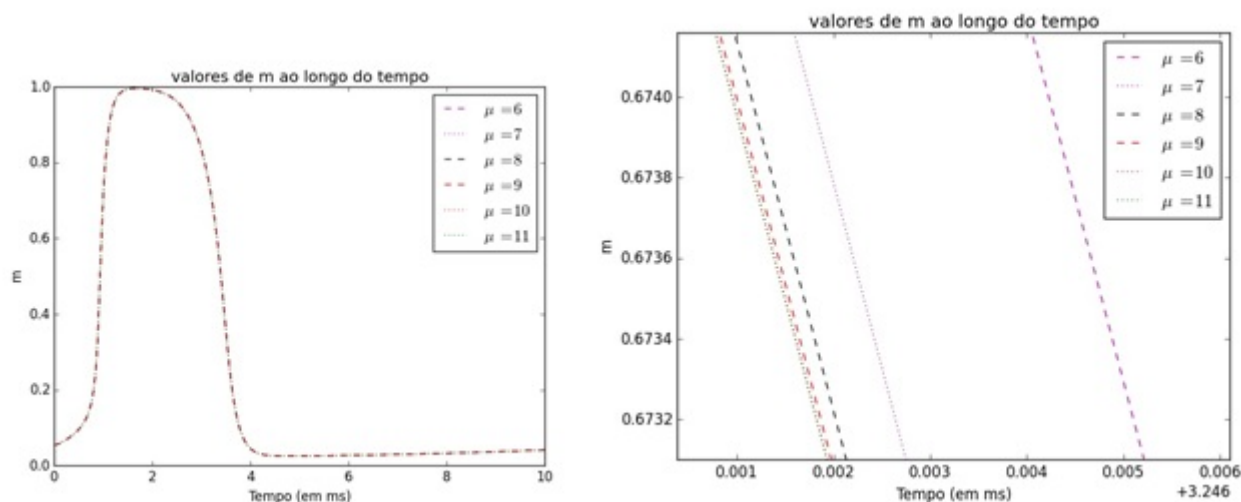 valores de m ao longo do tempo
m
1.0
0.8
0.6
0.4
0.2
0.0
μ =6
μ =7
μ =8
μ =9
μ =10
μ =11
0 2 4 6 8 10
Tempo (em ms)
valores de m ao longo do tempo
m
0.6740
0.6738
0.6736
0.6734
0.6732
μ =6
μ =7
μ =8
μ =9
μ =10
μ =11
0.001 0.002 0.003 0.004 0.005 0.006
Tempo (em ms) +3.246